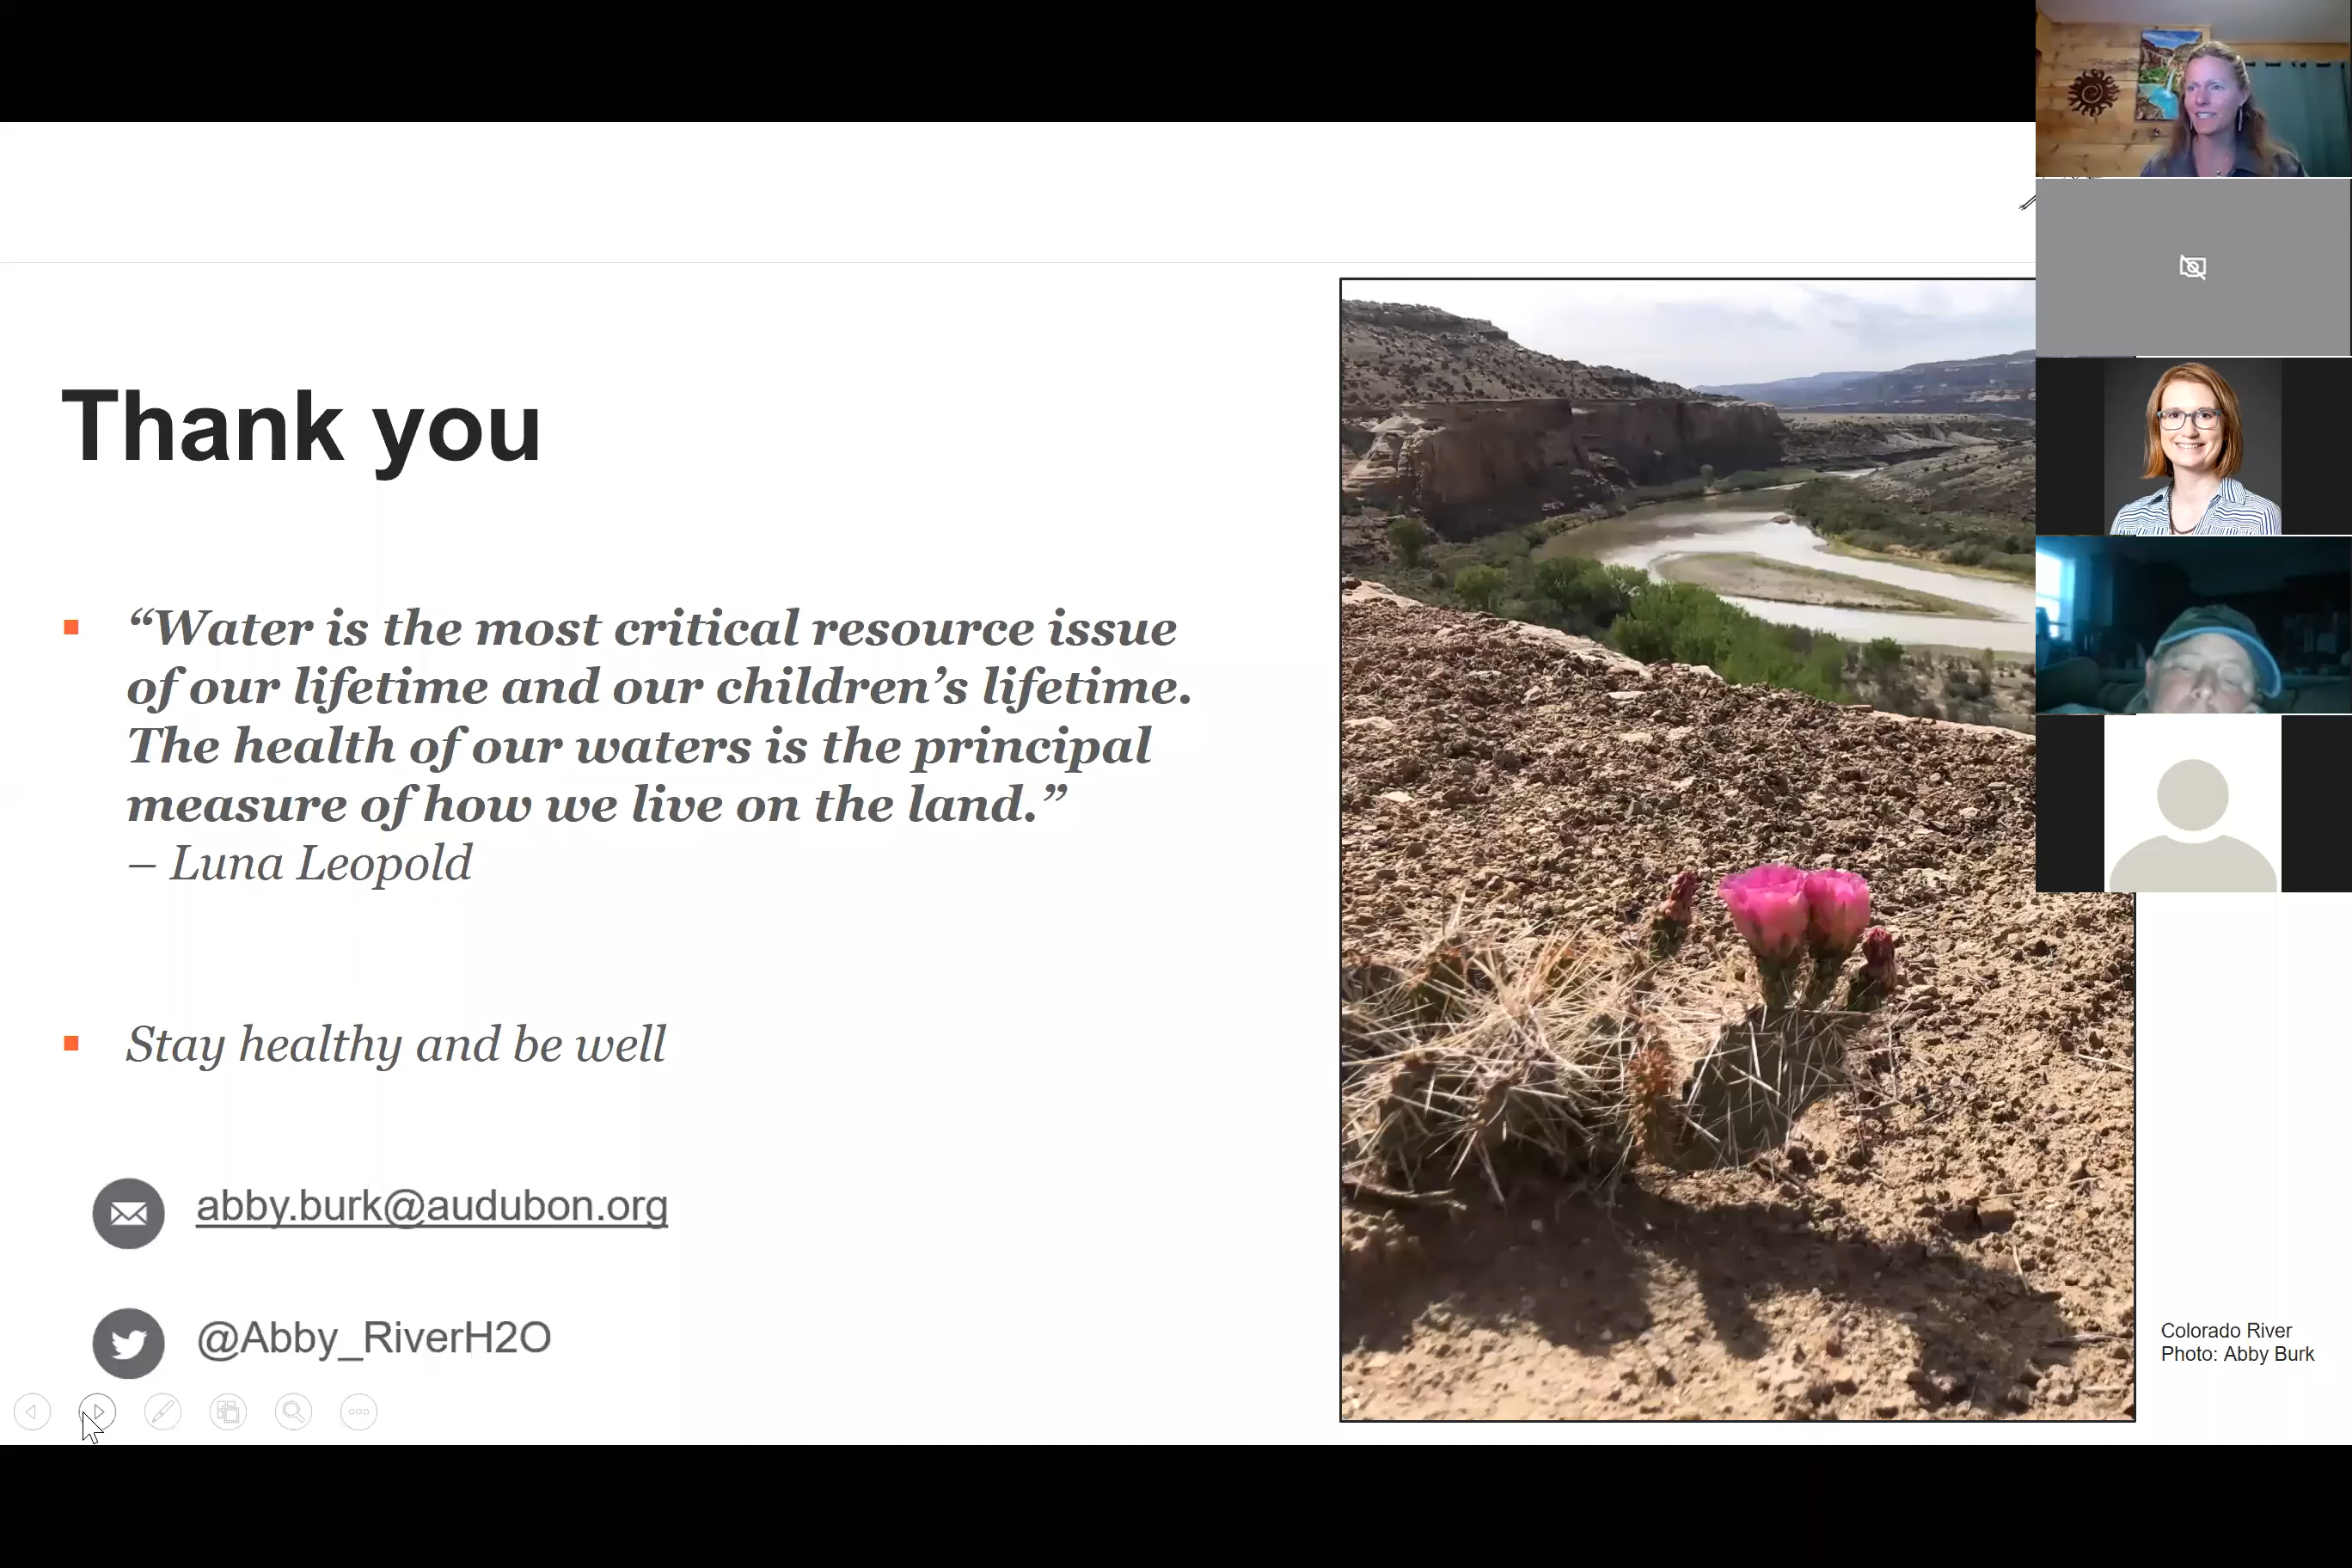 Thank you
“Water is the most critical resource issue
of our lifetime and our children’s lifetime.
The health of our waters is the principal
measure of how we live on the land.”
– Luna Leopold
Stay healthy and be well
abby.burk@audubon.org
@Abby_RiverH2O
Colorado River
Photo: Abby Burk